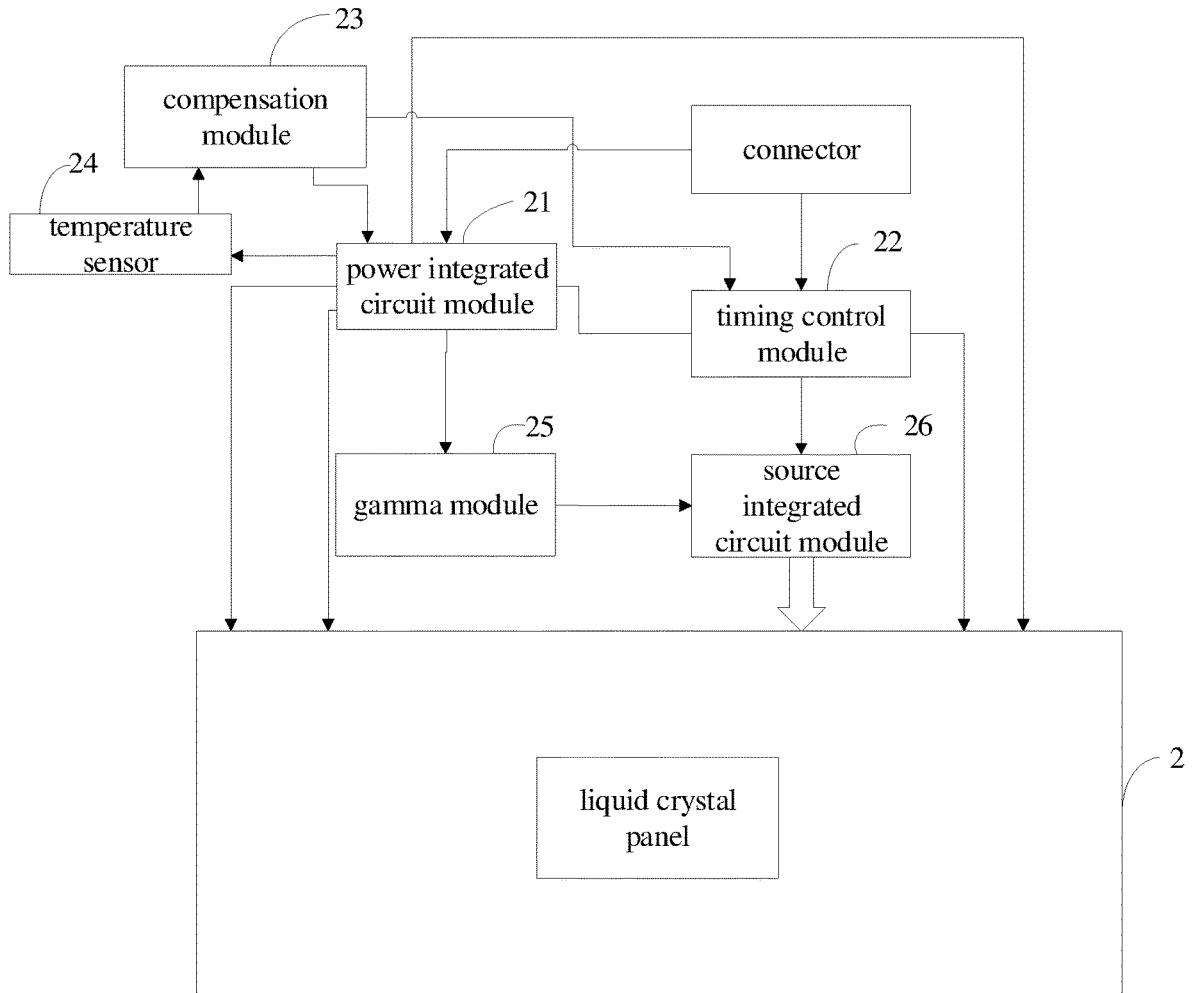 23
compensation
module
connector
24
temperature
sensor
21
power integrated
circuit module
22
timing control
module
25
gamma module
26
source
integrated
circuit module
2
liquid crystal
panel